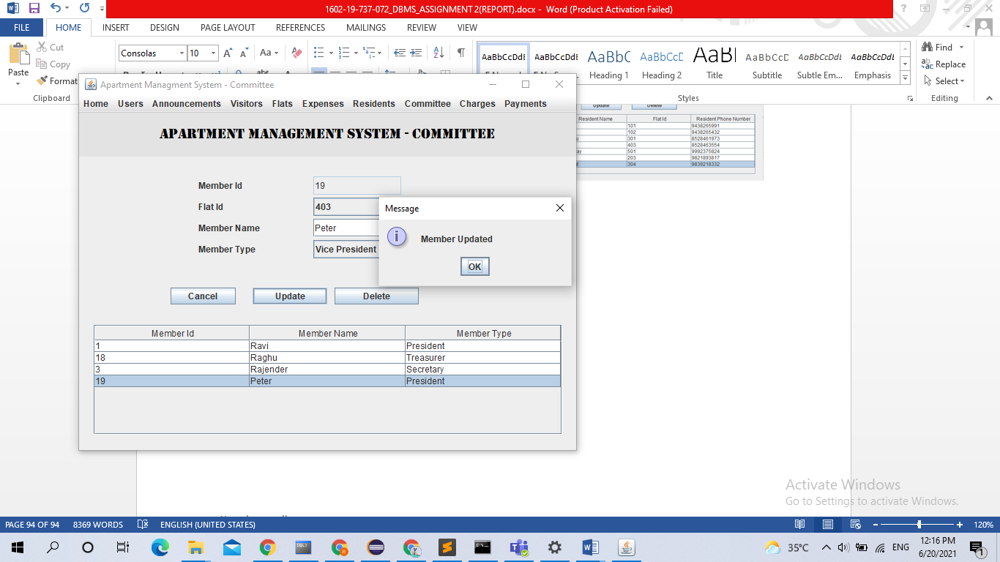 1602-19-737-072_DBMS_ASSIGNMENT 2(REPORT).docx - Word (Product Activation Failed)
FILE HOME INSERT DESIGN PAGE LAYOUT REFERENCES MAILINGS REVIEW VIEW
Paste
Cut
Copy
Format
Clipboard
Consolas 10
AaBbCcDdE AaBbCcDdE AaBbC AaBbCcD AaB AaBbCcD AaBbCcDdE AaBbCcDdE
Heading 1 Heading 2 Title Subtitle Subtle Em... Emphasis
Styles
Find
Replace
Select
Editing
Apartment Managment System - Committee
Home Users Announcements Visitors Flats Expenses Residents Committee Charges Payments
APARTMENT MANAGEMENT SYSTEM - COMMITTEE
Member Id 19
Flat Id 403
Member Name Peter
Member Type Vice President
Message
Member Updated
OK
Cancel Update Delete
Member Id Member Name Member Type
1 Ravi President
18 Raghu Treasurer
3 Rajender Secretary
19 Peter President
Update Delete
Resident Name Flat Id Resident Phone Number
101 9438265991
102 9438265432
301 8528461973
403 8528463554
501 9992375824
203 9821893817
304 9839218332
Activate Windows
Go to Settings to activate Windows.
PAGE 94 OF 94 8369 WORDS ENGLISH (UNITED STATES) 120%
35°C ENG 12:16 PM
6/20/2021
1